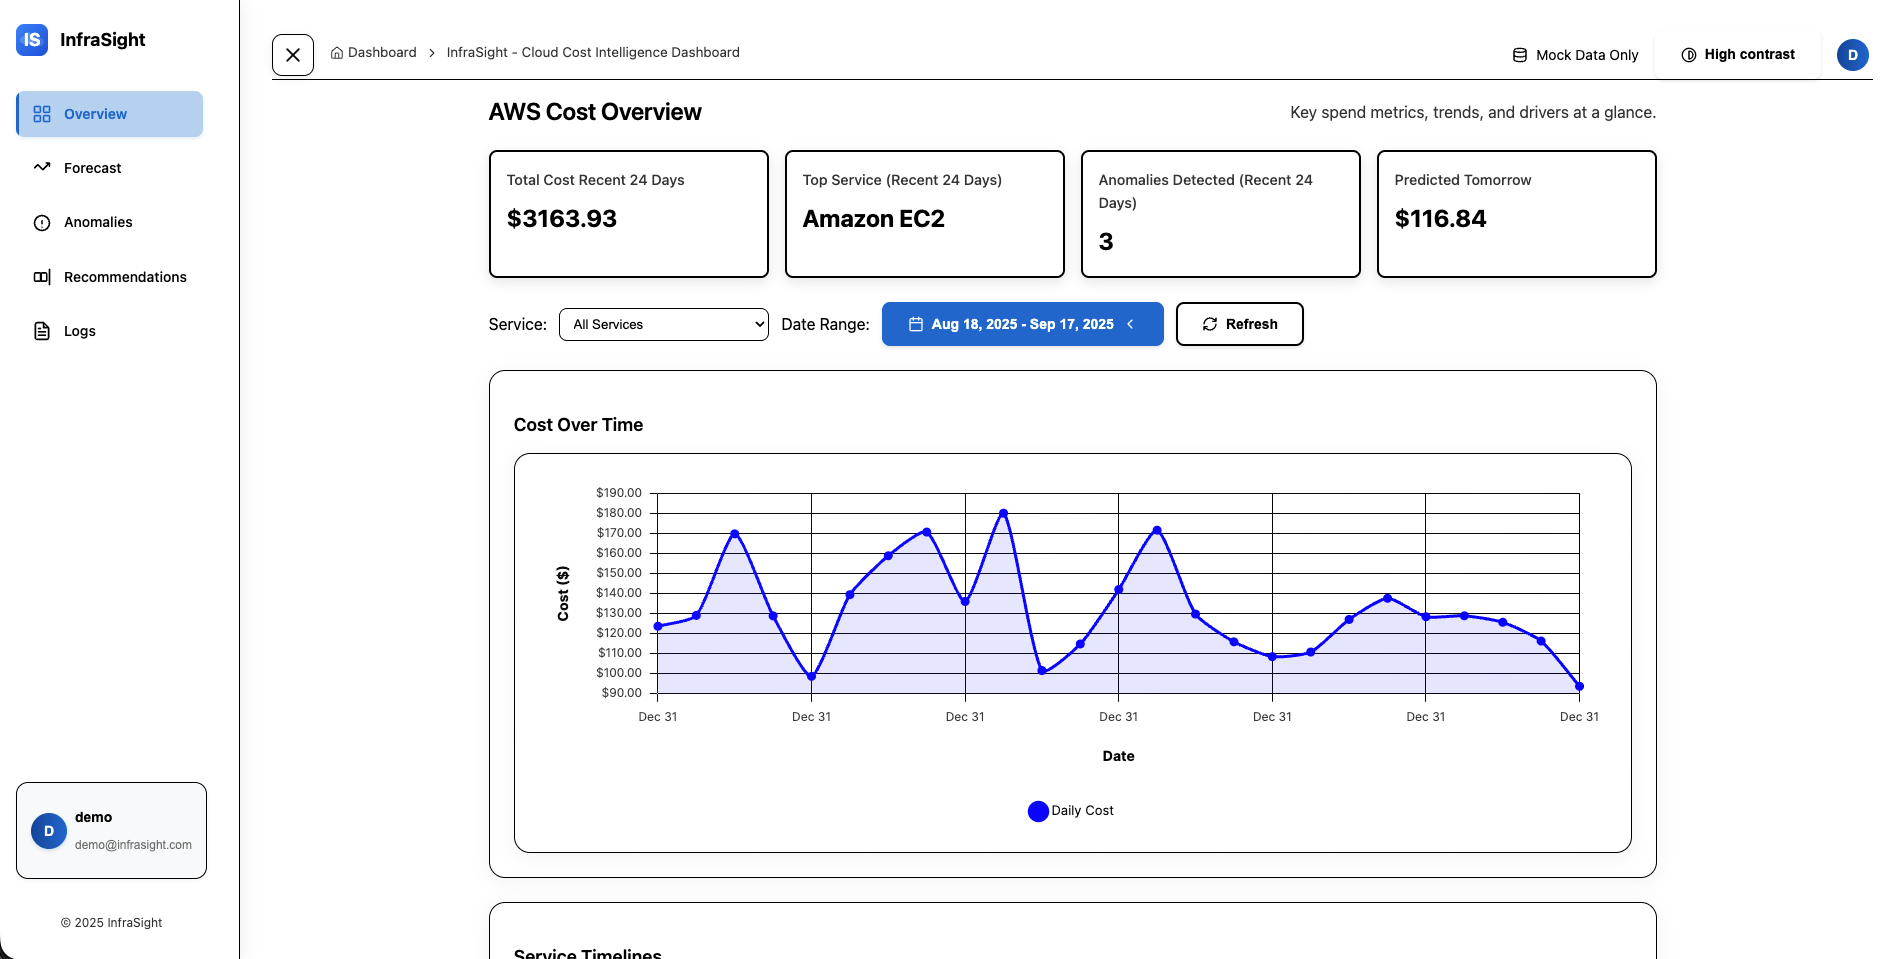 IS InfraSight
Overview
Forecast
Anomalies
Recommendations
Logs
D
demo
demo@infrasight.com
© 2025 InfraSight
Dashboard
InfraSight - Cloud Cost Intelligence Dashboard
Mock Data Only
High contrast
D
AWS Cost Overview
Key spend metrics, trends, and drivers at a glance.
Total Cost Recent 24 Days
$3163.93
Top Service (Recent 24 Days)
Amazon EC2
Anomalies Detected (Recent 24
Days)
3
Predicted Tomorrow
$116.84
Service:
All Services
Date Range:
Aug 18, 2025 - Sep 17, 2025
Refresh
Cost Over Time
Cost ($)
$190.00
$180.00
$170.00
$160.00
$150.00
$140.00
$130.00
$120.00
$110.00
$100.00
$90.00
Dec 31
Dec 31
Dec 31
Dec 31
Dec 31
Dec 31
Dec 31
Date
Daily Cost
Service Timelines